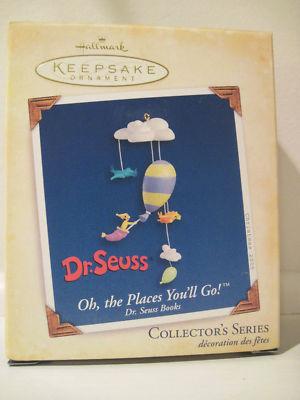 Hallmark
KEEPSAKE
ORNAMENT
Dr. Seuss
Oh, the Places You'll Go!™
Dr. Seuss Books
COLLECTOR'S SERIES
décoration des fêtes